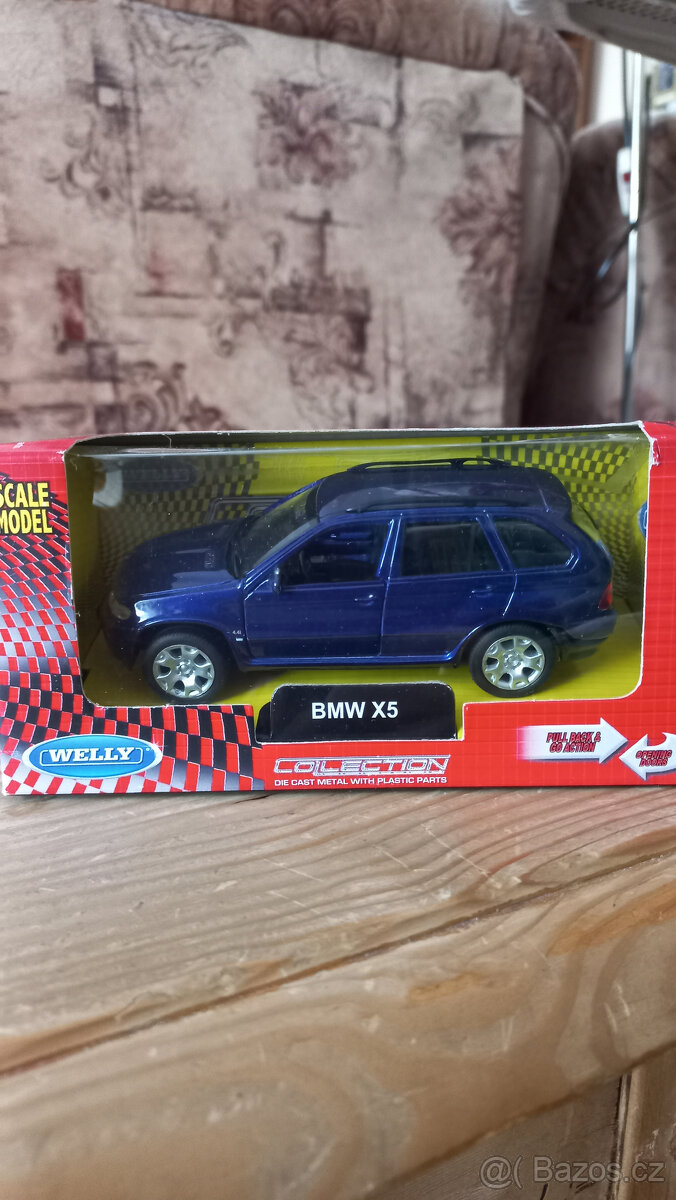 SCALE
MODEL
4.4i
BMW X5
WELLY
COLLECTION
DIE CAST METAL WITH PLASTIC PARTS
PULL BACK &
GO ACTION
OPENING
DOORS
@( Bazos.cz